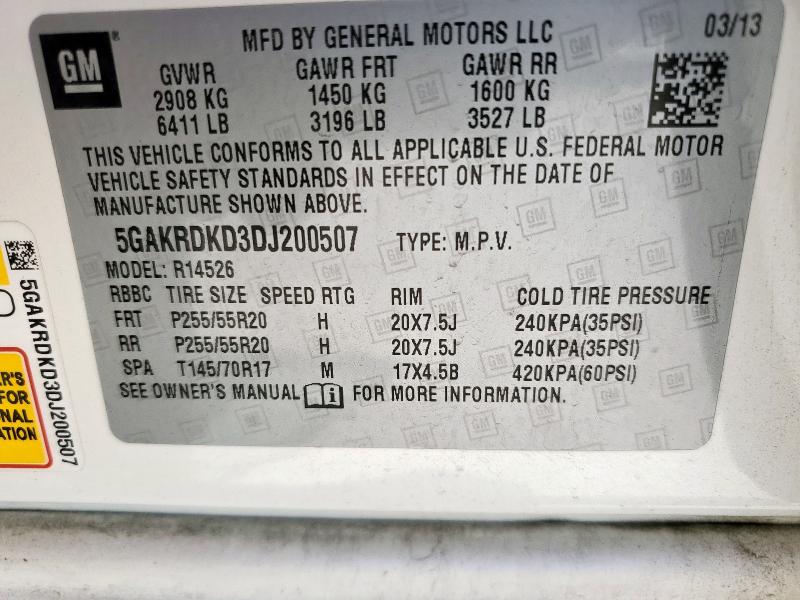 GM
MFD BY GENERAL MOTORS LLC
03/13
GVWR GAWR FRT GAWR RR
2908 KG 1450 KG 1600 KG
6411 LB 3196 LB 3527 LB
THIS VEHICLE CONFORMS TO ALL APPLICABLE U.S. FEDERAL MOTOR
VEHICLE SAFETY STANDARDS IN EFFECT ON THE DATE OF
MANUFACTURE SHOWN ABOVE.
5GAKRDKD3DJ200507 TYPE: M.P.V.
MODEL: R14526
RBBC TIRE SIZE SPEED RTG RIM COLD TIRE PRESSURE
FRT P255/55R20 H 20X7.5J 240KPA(35PSI)
RR P255/55R20 H 20X7.5J 240KPA(35PSI)
SPA T145/70R17 M 17X4.5B 420KPA(60PSI)
SEE OWNER'S MANUAL FOR MORE INFORMATION.
5GAKRDKD3DJ200507
ER'S
FOR
NAL
ATION